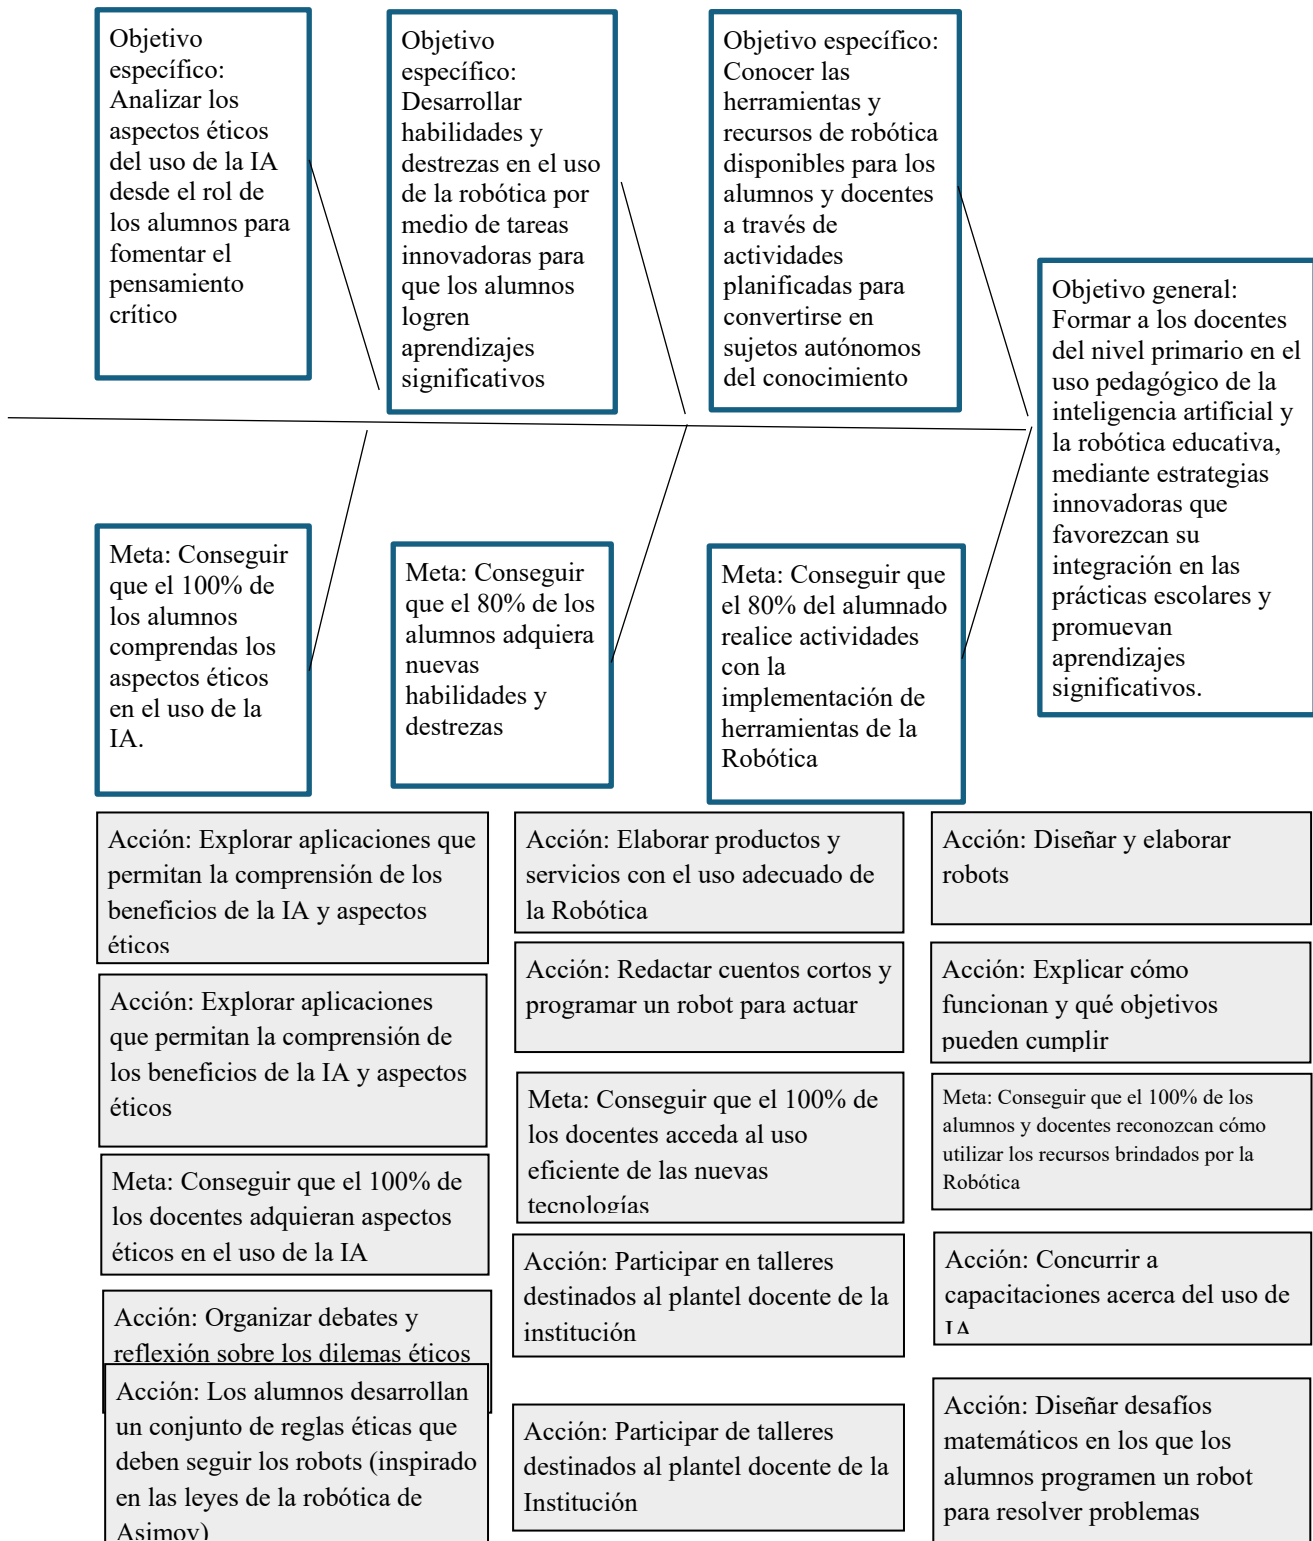 Objetivo
específico:
Analizar los
aspectos éticos
del uso de la IA
desde el rol de
los alumnos para
fomentar el
pensamiento
crítico
Objetivo
específico:
Desarrollar
habilidades y
destrezas en el uso
de la robótica por
medio de tareas
innovadoras para
que los alumnos
logren
aprendizajes
significativos
Objetivo específico:
Conocer las
herramientas y
recursos de robótica
disponibles para los
alumnos y docentes
a través de
actividades
planificadas para
convertirse en
sujetos autónomos
del conocimiento
Objetivo general:
Formar a los docentes
del nivel primario en el
uso pedagógico de la
inteligencia artificial y
la robótica educativa,
mediante estrategias
innovadoras que
favorezcan su
integración en las
prácticas escolares y
promuevan
aprendizajes
significativos.
Meta: Conseguir
que el 100% de
los alumnos
comprendas los
aspectos éticos
en el uso de la
IA.
Meta: Conseguir
que el 80% de los
alumnos adquiera
nuevas
habilidades y
destrezas
Meta: Conseguir que
el 80% del alumnado
realice actividades
con la
implementación de
herramientas de la
Robótica
Acción: Explorar aplicaciones que
permitan la comprensión de los
beneficios de la IA y aspectos
éticos
Acción: Explorar aplicaciones
que permitan la comprensión de
los beneficios de la IA y aspectos
éticos
Meta: Conseguir que el 100% de
los docentes adquieran aspectos
éticos en el uso de la IA
Acción: Organizar debates y
reflexión sobre los dilemas éticos
Acción: Los alumnos desarrollan
un conjunto de reglas éticas que
deben seguir los robots (inspirado
en las leyes de la robótica de
Asimov)
Acción: Elaborar productos y
servicios con el uso adecuado de
la Robótica
Acción: Redactar cuentos cortos y
programar un robot para actuar
Meta: Conseguir que el 100% de
los docentes acceda al uso
eficiente de las nuevas
tecnologías
Acción: Participar en talleres
destinados al plantel docente de la
institución
Acción: Participar de talleres
destinados al plantel docente de la
Institución
Acción: Diseñar y elaborar
robots
Acción: Explicar cómo
funcionan y qué objetivos
pueden cumplir
Meta: Conseguir que el 100% de los
alumnos y docentes reconozcan cómo
utilizar los recursos brindados por la
Robótica
Acción: Concurrir a
capacitaciones acerca del uso de
IA
Acción: Diseñar desafíos
matemáticos en los que los
alumnos programen un robot
para resolver problemas